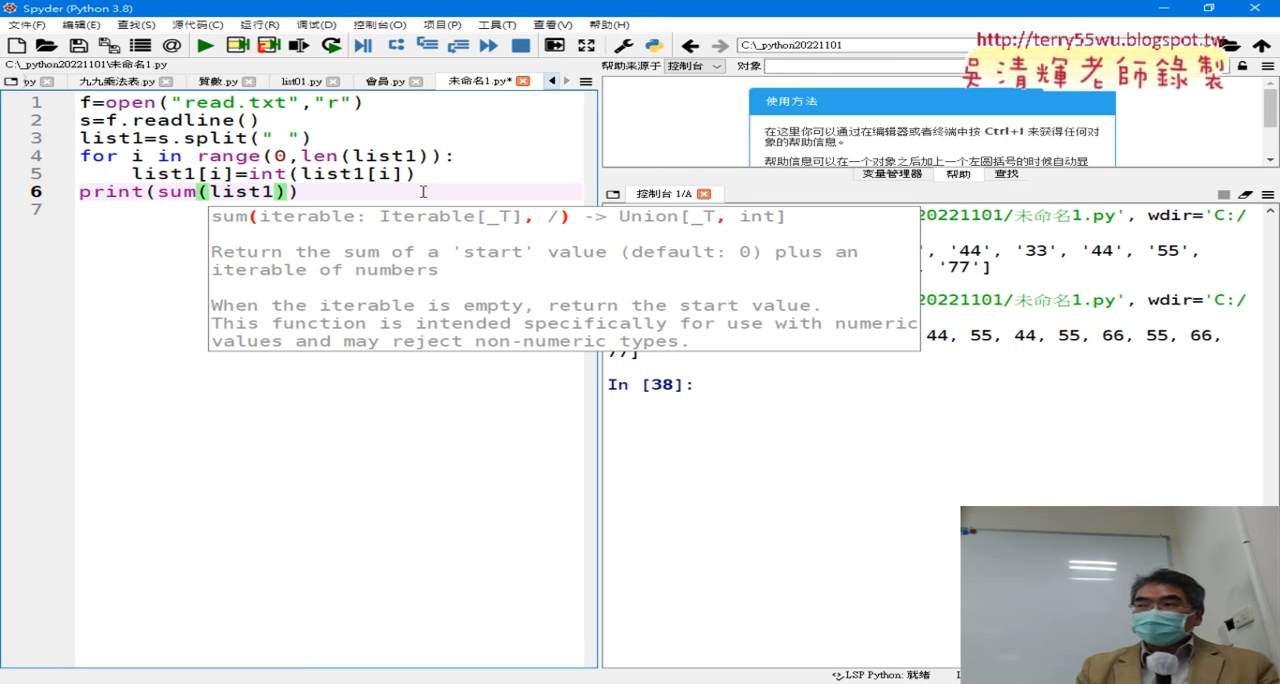 Spyder (Python 3.8)
文件(F) 编辑(E) 查找(S) 源代码(C) 运行(R) 调试(D) 控制台(O) 项目(P) 工具(T) 查看(V) 帮助(H)
C:\_python20221101
http://terry55wu.blogspot.tw
吳清輝老師錄製
C:\_python20221101\未命名1.py
帮助来源于 控制台 对象
py 九九乘法表.py 質數.py list01.py 會員.py 未命名1.py*
1 f=open("read.txt","r")
2 s=f.readline()
3 list1=s.split(" ")
4 for i in range(0,len(list1)):
5 list1[i]=int(list1[i])
6 print(sum(list1))
7
sum(iterable: Iterable[_T], /) -> Union[_T, int]
Return the sum of a 'start' value (default: 0) plus an
iterable of numbers
When the iterable is empty, return the start value.
This function is intended specifically for use with numeric
values and may reject non-numeric types.
使用方法
在这里你可以通过在编辑器或者终端中按 Ctrl+I 来获得任何对
象的帮助信息。
帮助信息可以在一个对象之后加上一个左圆括号的时候自动显
变量管理器 帮助 查找
控制台 1/A
20221101/未命名1.py', wdir='C:/
', '44', '33', '44', '55',
, '77']
20221101/未命名1.py', wdir='C:/
44, 55, 44, 55, 66, 55, 66,
77]
In [38]:
LSP Python: 就绪